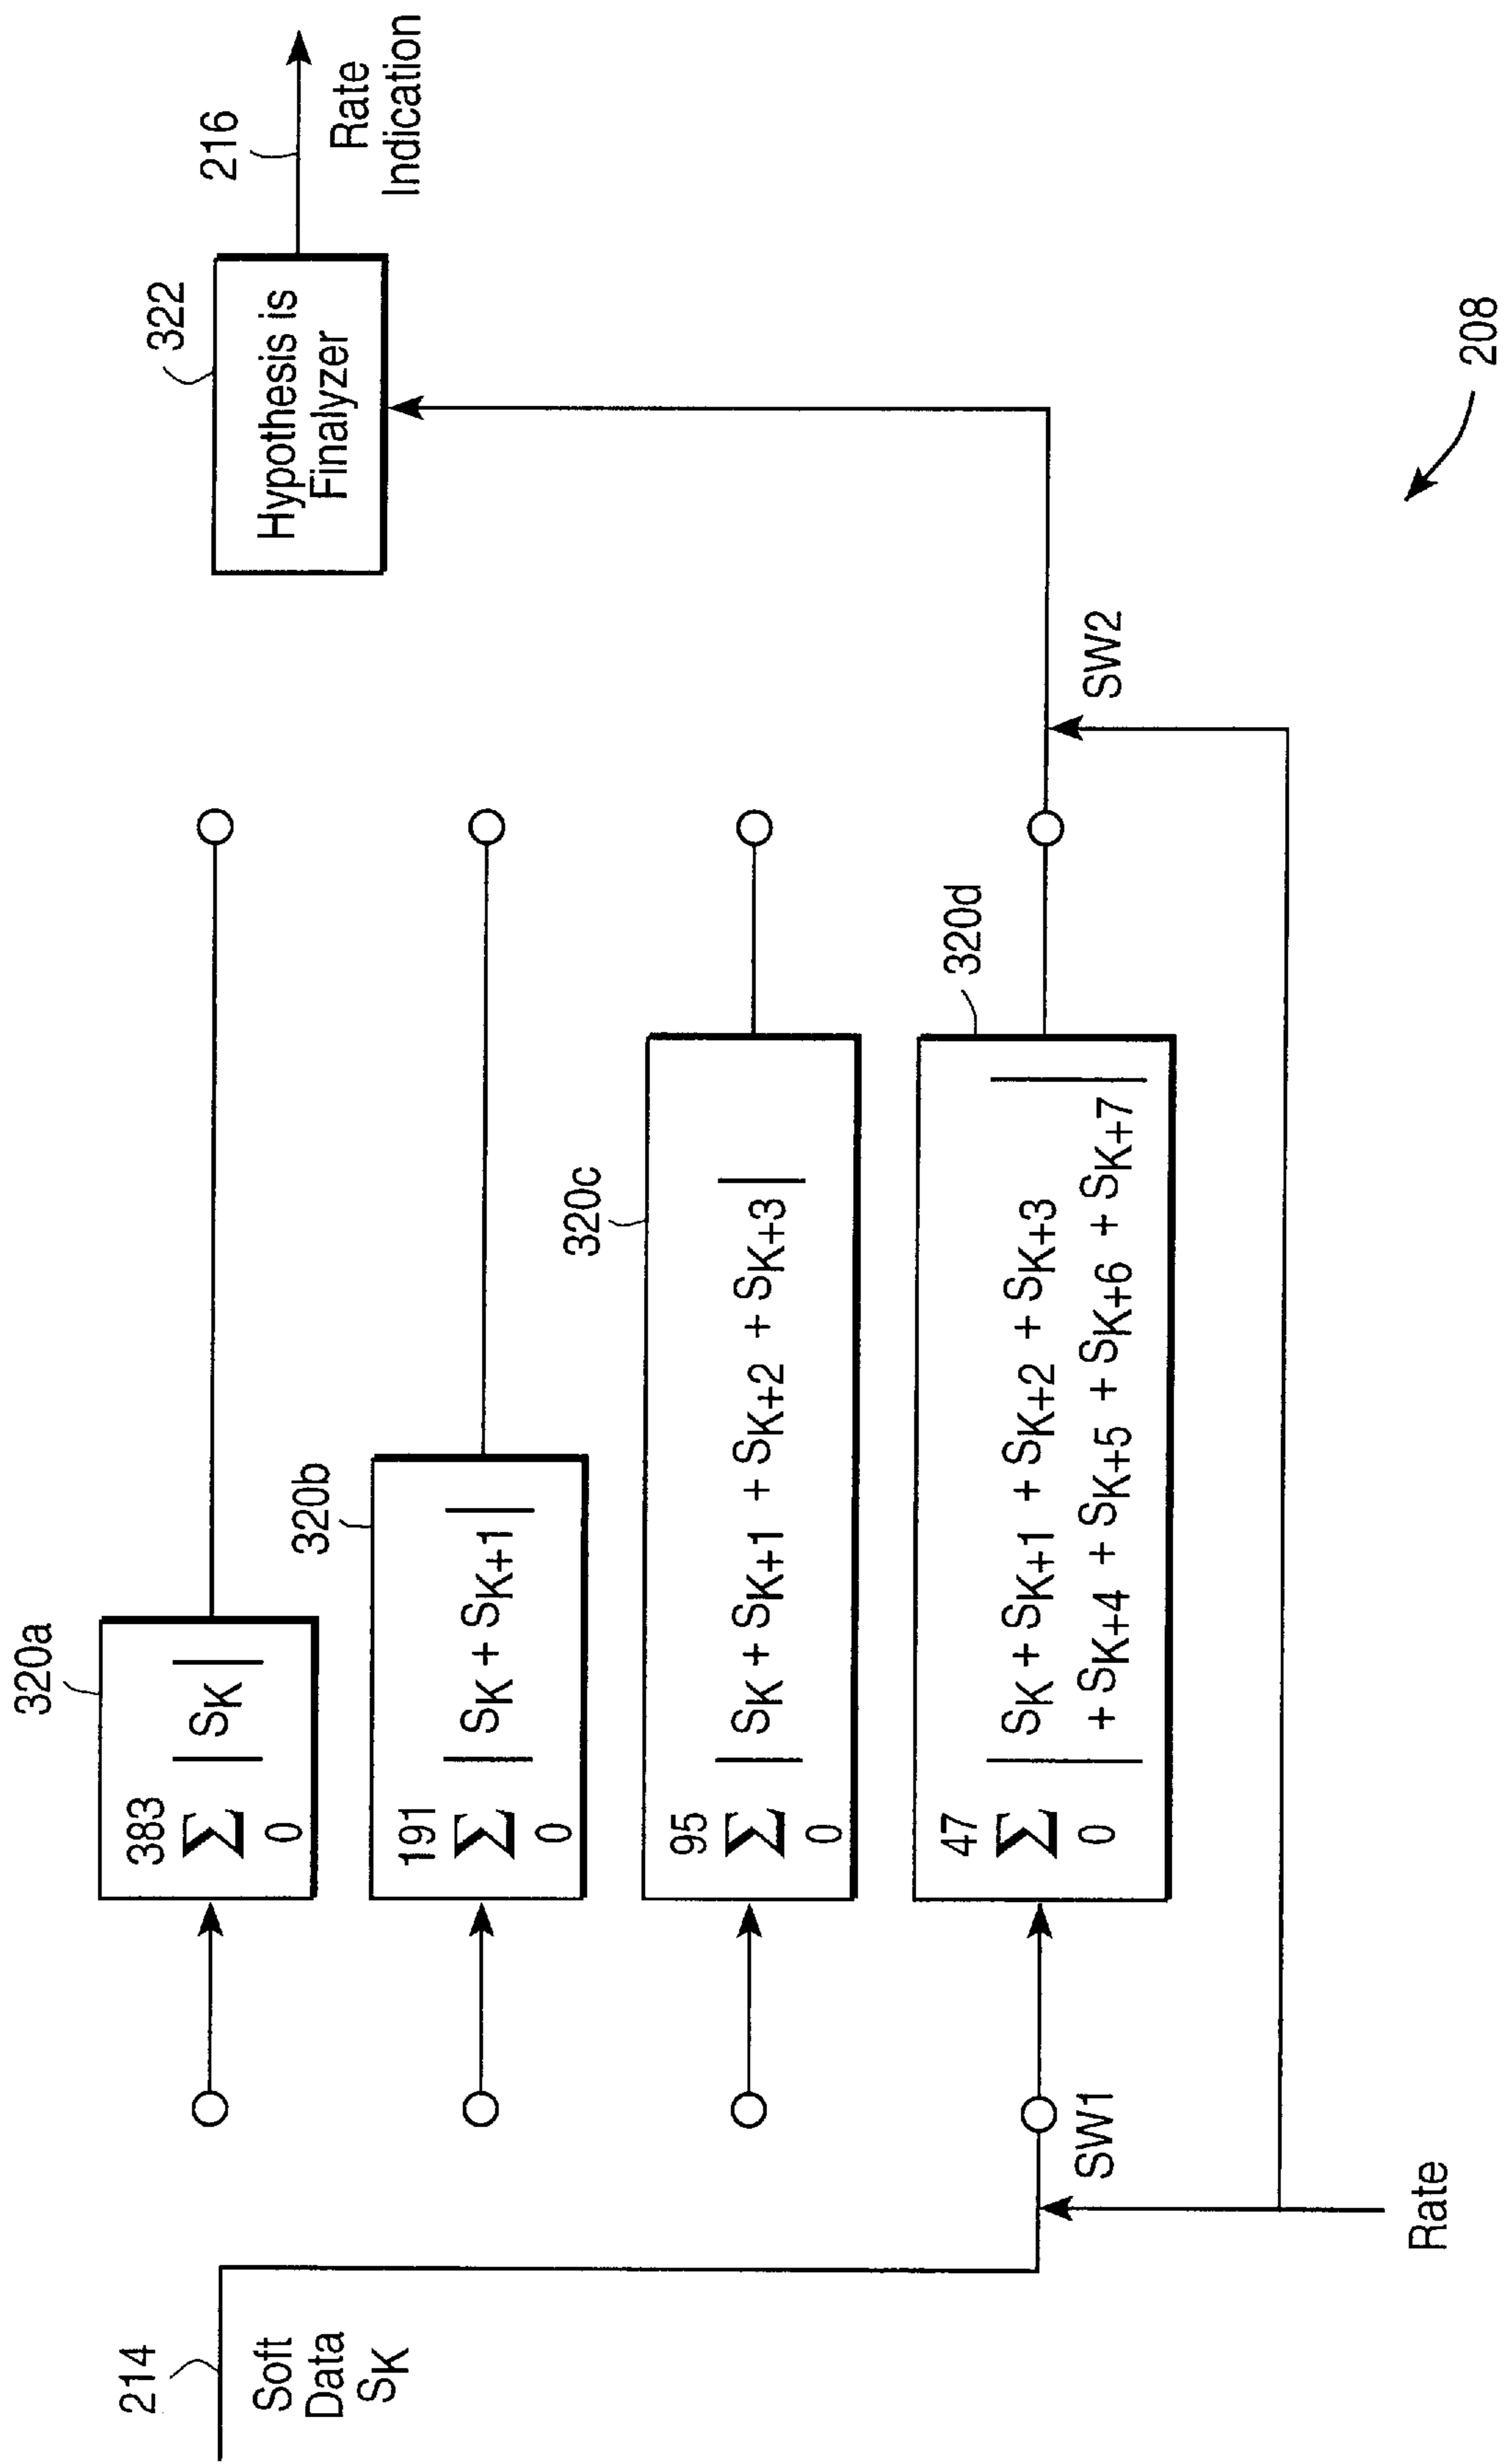 320a
383
Σ | SK |
0
320b
191
Σ | SK + SK+1 |
0
320c
95
Σ | SK + SK+1 + SK+2 + SK+3 |
0
320d
47
Σ | SK + SK+1 + SK+2 + SK+3
+ SK+4 + SK+5 + SK+6 + SK+7 |
0
214
Soft
Data
SK
SW1
Rate
SW2
322
Hypothesis is
Finalyzer
216
Rate
Indication
208